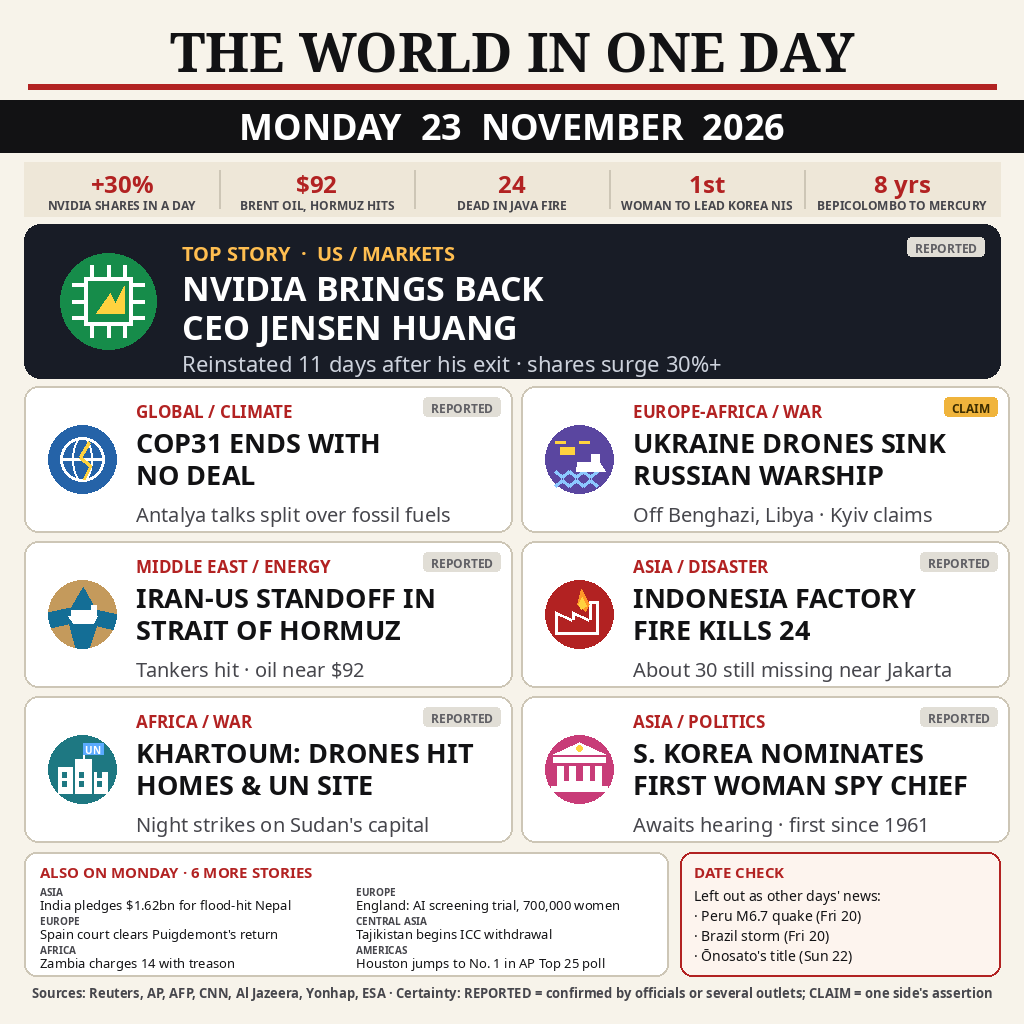 THE WORLD IN ONE DAY
MONDAY 23 NOVEMBER 2026
+30%
NVIDIA SHARES IN A DAY
$92
BRENT OIL, HORMUZ HITS
24
DEAD IN JAVA FIRE
1st
WOMAN TO LEAD KOREA NIS
8 yrs
BEPICOLOMBO TO MERCURY
TOP STORY · US / MARKETS
REPORTED
NVIDIA BRINGS BACK
CEO JENSEN HUANG
Reinstated 11 days after his exit · shares surge 30%+
GLOBAL / CLIMATE
REPORTED
COP31 ENDS WITH
NO DEAL
Antalya talks split over fossil fuels
EUROPE-AFRICA / WAR
CLAIM
UKRAINE DRONES SINK
RUSSIAN WARSHIP
Off Benghazi, Libya · Kyiv claims
MIDDLE EAST / ENERGY
REPORTED
IRAN-US STANDOFF IN
STRAIT OF HORMUZ
Tankers hit · oil near $92
ASIA / DISASTER
REPORTED
INDONESIA FACTORY
FIRE KILLS 24
About 30 still missing near Jakarta
AFRICA / WAR
REPORTED
UN
KHARTOUM: DRONES HIT
HOMES & UN SITE
Night strikes on Sudan's capital
ASIA / POLITICS
REPORTED
S. KOREA NOMINATES
FIRST WOMAN SPY CHIEF
Awaits hearing · first since 1961
ALSO ON MONDAY · 6 MORE STORIES
ASIA
India pledges $1.62bn for flood-hit Nepal
EUROPE
Spain court clears Puigdemont's return
AFRICA
Zambia charges 14 with treason
EUROPE
England: AI screening trial, 700,000 women
CENTRAL ASIA
Tajikistan begins ICC withdrawal
AMERICAS
Houston jumps to No. 1 in AP Top 25 poll
DATE CHECK
Left out as other days' news:
· Peru M6.7 quake (Fri 20)
· Brazil storm (Fri 20)
· Ōnosato's title (Sun 22)
Sources: Reuters, AP, AFP, CNN, Al Jazeera, Yonhap, ESA · Certainty: REPORTED = confirmed by officials or several outlets; CLAIM = one side's assertion